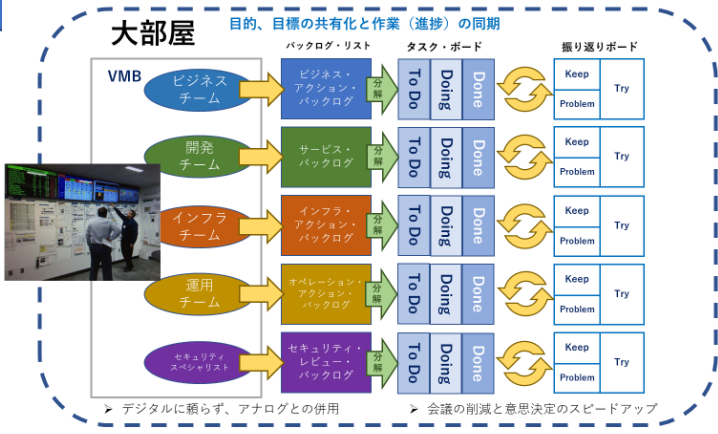 大部屋
目的、目標の共有化と作業（進捗）の同期
バックログ・リスト
タスク・ボード
振り返りボード
VMB
ビジネス
チーム
ビジネス・
アクション・
バックログ
分解
To Do
Doing
Done
Keep
Problem
Try
開発
チーム
サービス・
バックログ
分解
To Do
Doing
Done
Keep
Problem
Try
インフラ
チーム
インフラ・
アクション・
バックログ
分解
To Do
Doing
Done
Keep
Problem
Try
運用
チーム
オペレーション・
アクション・
バックログ
分解
To Do
Doing
Done
Keep
Problem
Try
セキュリティ
スペシャリスト
セキュリティ・
レビュー・
バックログ
分解
To Do
Doing
Done
Keep
Problem
Try
➢ デジタルに頼らず、アナログとの併用
➢ 会議の削減と意思決定のスピードアップ